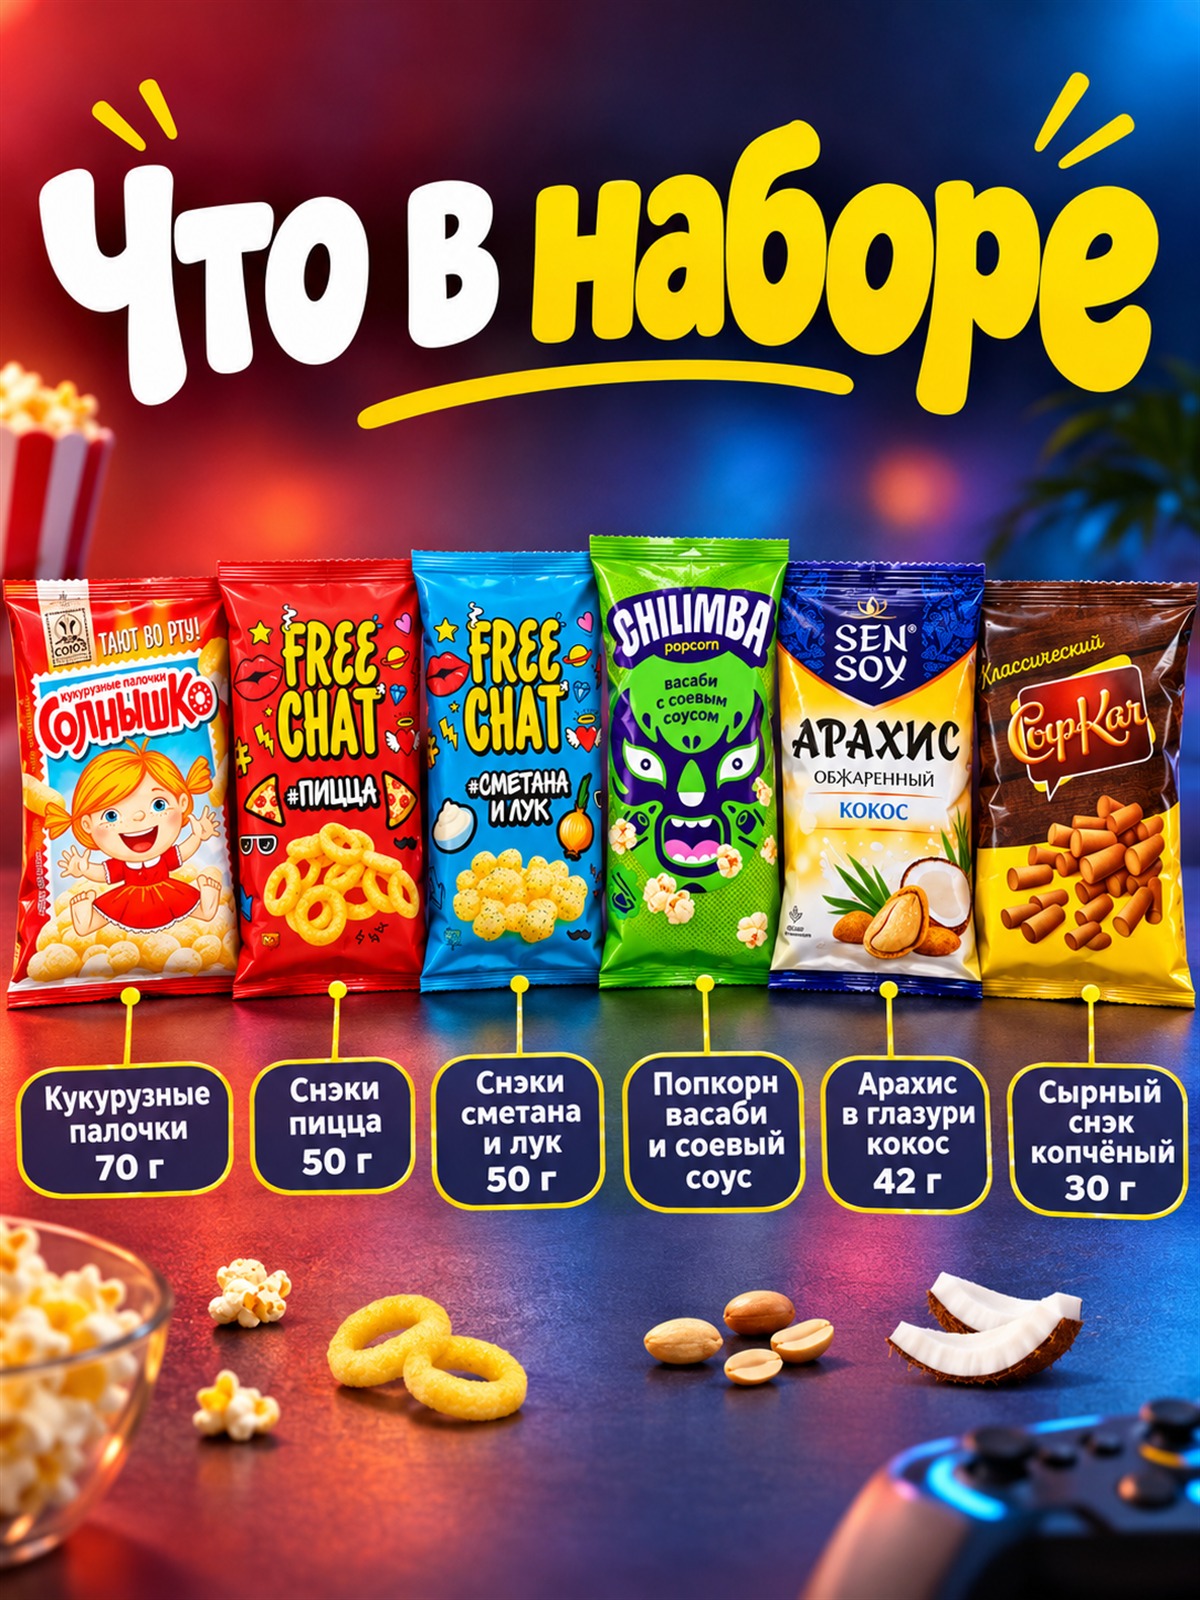 Что в наборе
СОЮЗ
ТАЮТ ВО РТУ!
кукурузные палочки
Солнышко
FREE
CHAT
#ПИЦЦА
FREE
CHAT
#СМЕТАНА
И ЛУК
CHILIMBA
popcorn
васаби
с соевым
соусом
SEN®
SOY
АРАХИС
ОБЖАРЕННЫЙ
КОКОС
Классический
СырКач
Кукурузные
палочки
70 г
Снэки
пицца
50 г
Снэки
сметана
и лук
50 г
Попкорн
васаби
и соевый
соус
Арахис
в глазури
кокос
42 г
Сырный
снэк
копчёный
30 г